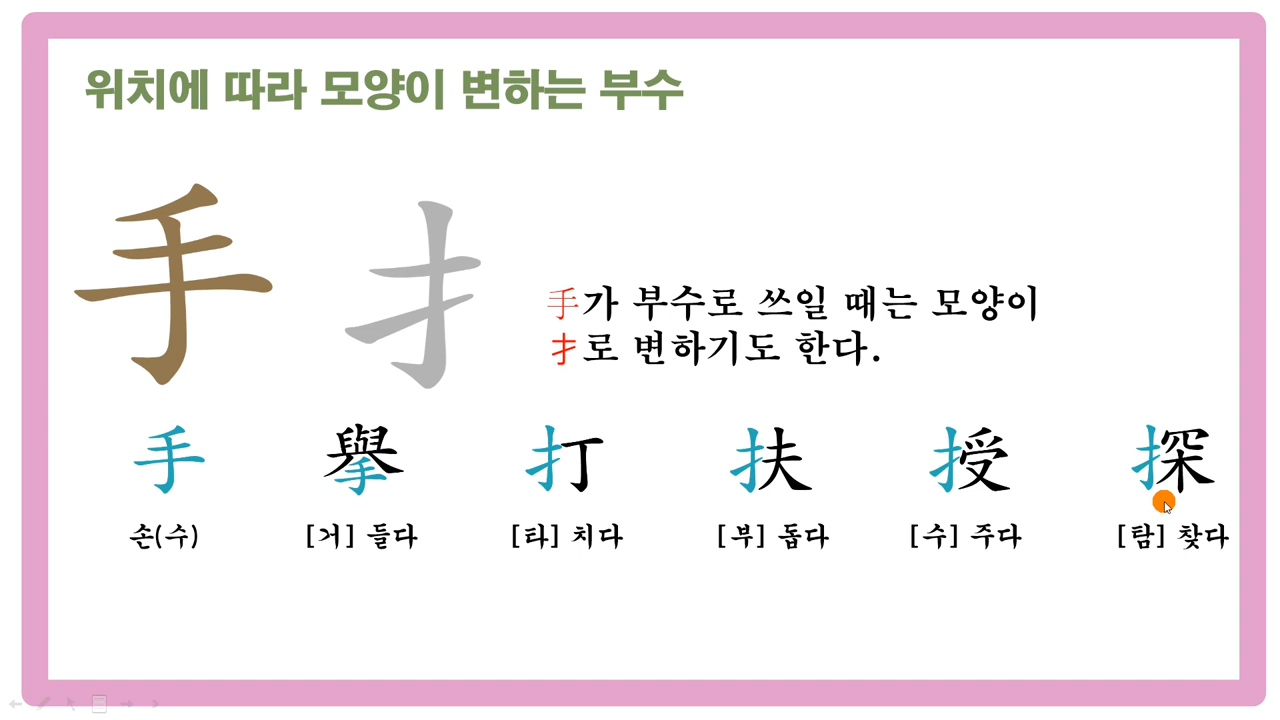 위치에 따라 모양이 변하는 부수
手 扌
手가 부수로 쓰일 때는 모양이
扌로 변하기도 한다.
手 擧 打 扶 授 探
손(수) [거] 들다 [타] 치다 [부] 돕다 [수] 주다 [탐] 찾다